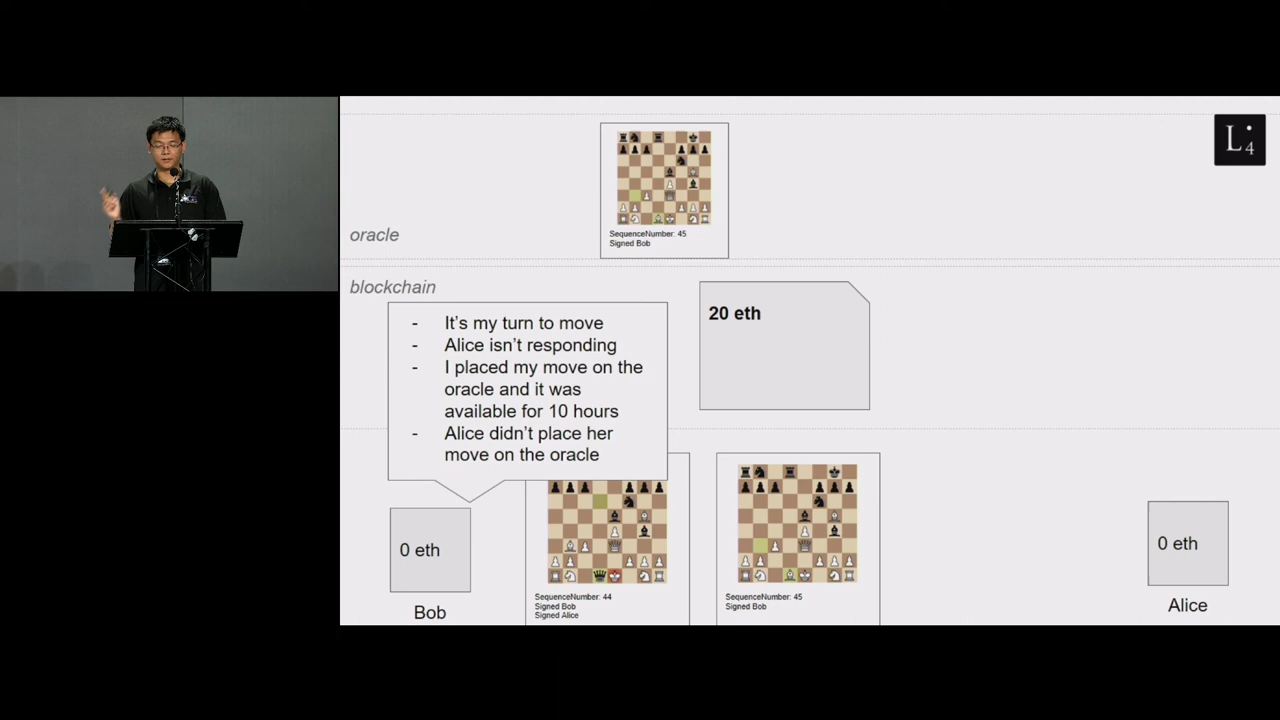 L4
SequenceNumber: 45
Signed Bob
oracle
blockchain
- It's my turn to move
- Alice isn't responding
- I placed my move on the
oracle and it was
available for 10 hours
- Alice didn't place her
move on the oracle
20 eth
0 eth
Bob
SequenceNumber: 44
Signed Bob
Signed Alice
SequenceNumber: 45
Signed Bob
0 eth
Alice